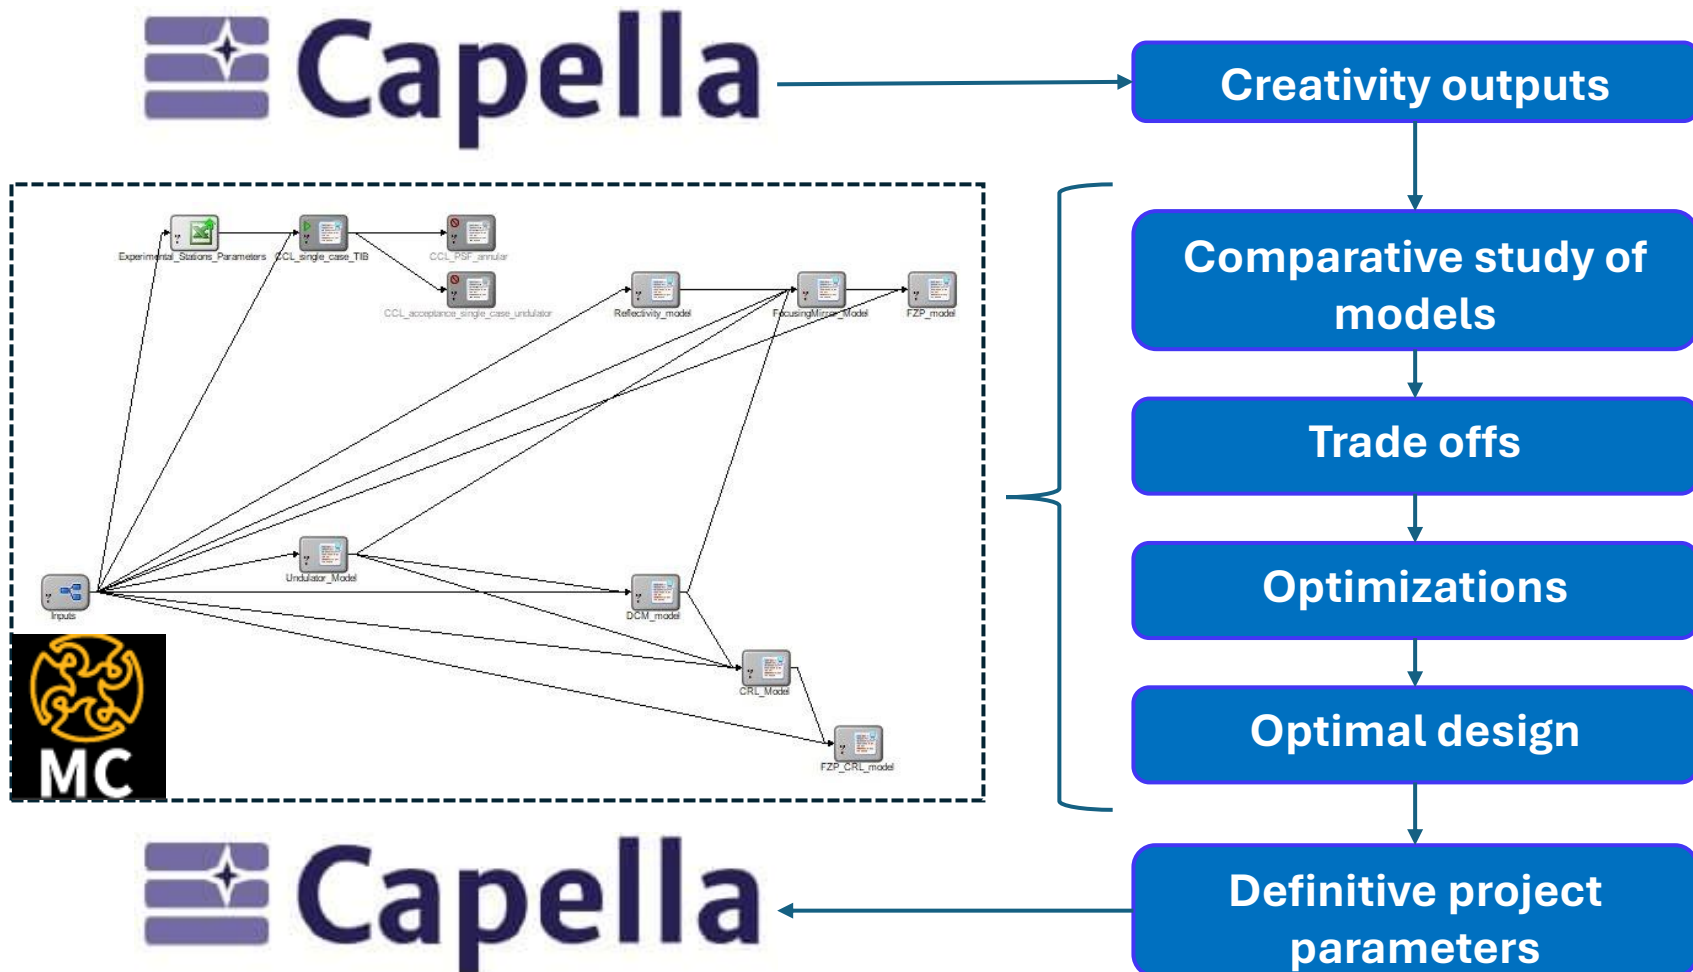 Capella
Creativity outputs
Experimental_Stations_Parameters
CCL_single_case_TIB
CCL_PSF_annular
CCL_acceptance_single_case_undulator
Reflectivity_model
FocusingMirror_Model
FZP_model
Undulator_Model
Inputs
DCM_model
CRL_Model
FZP_CRL_model
MC
Comparative study of
models
Trade offs
Optimizations
Optimal design
Capella
Definitive project
parameters